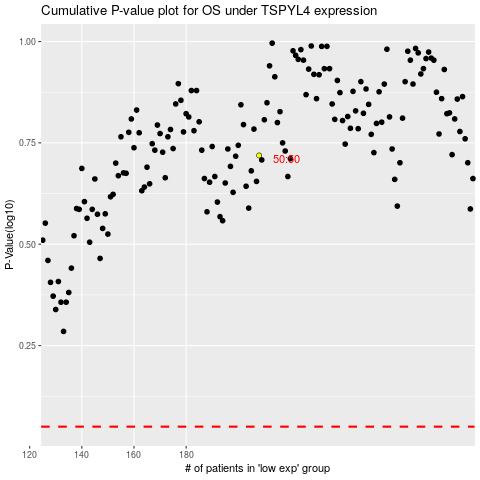 Cumulative P-value plot for OS under TSPYL4 expression
P-Value(log10)
1.00
0.75
0.50
0.25
50:50
120 140 160 180
# of patients in 'low exp' group